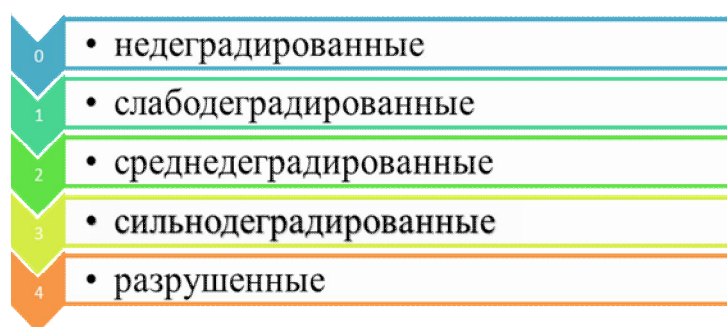 0 • недеградированные
1 • слабодеградированные
2 • среднедеградированные
3 • сильнодеградированные
4 • разрушенные